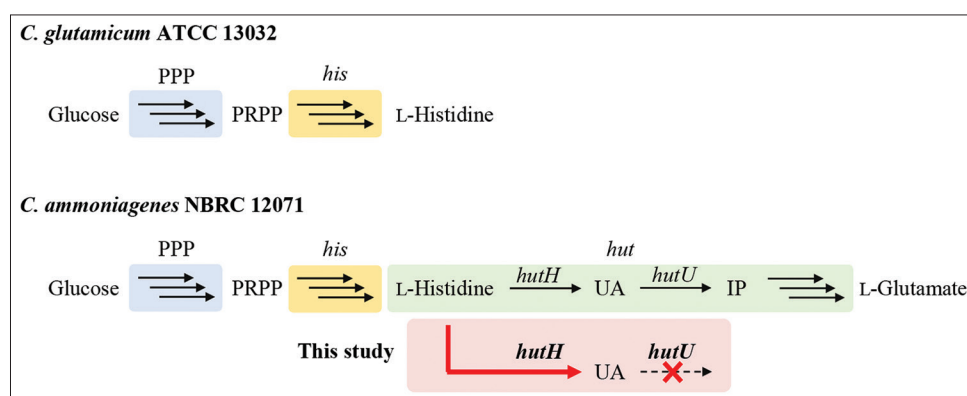 C. glutamicum ATCC 13032
PPP his
Glucose PRPP L-Histidine
C. ammoniagenes NBRC 12071
PPP his hut
hutH hutU
Glucose PRPP L-Histidine UA IP L-Glutamate
This study hutH hutU
UA